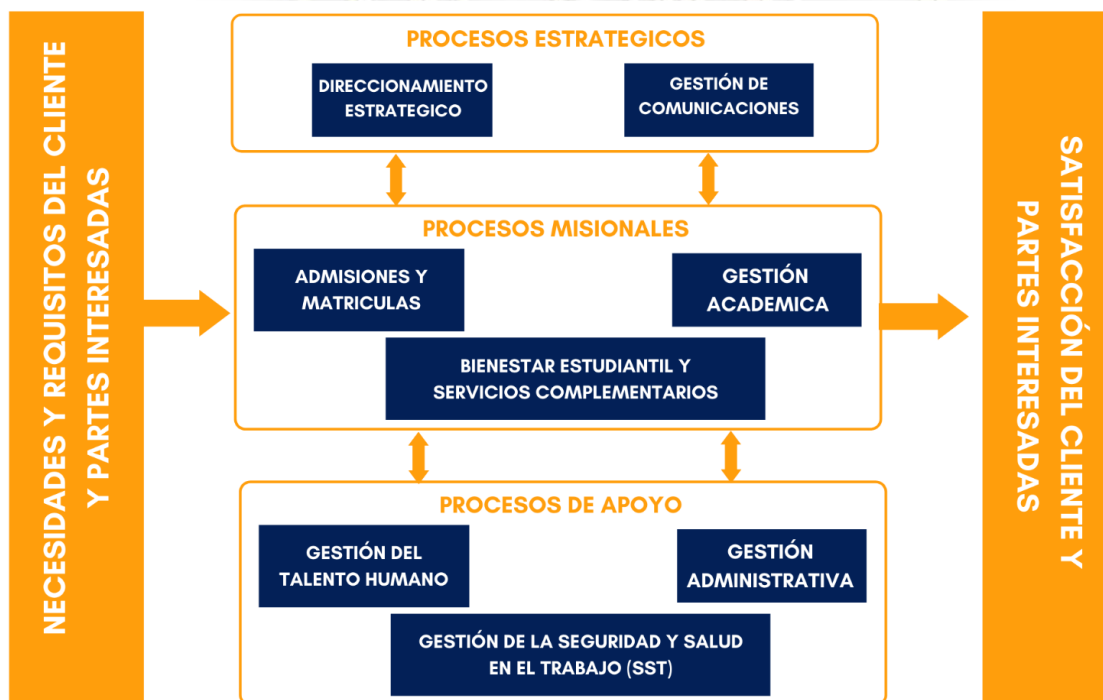 NECESIDADES Y REQUISITOS DEL CLIENTE
Y PARTES INTERESADAS
PROCESOS ESTRATEGICOS
DIRECCIONAMIENTO
ESTRATEGICO
GESTIÓN DE
COMUNICACIONES
PROCESOS MISIONALES
ADMISIONES Y
MATRICULAS
GESTIÓN
ACADEMICA
BIENESTAR ESTUDIANTIL Y
SERVICIOS COMPLEMENTARIOS
PROCESOS DE APOYO
GESTIÓN DEL
TALENTO HUMANO
GESTIÓN
ADMINISTRATIVA
GESTIÓN DE LA SEGURIDAD Y SALUD
EN EL TRABAJO (SST)
SATISFACCIÓN DEL CLIENTE Y
PARTES INTERESADAS